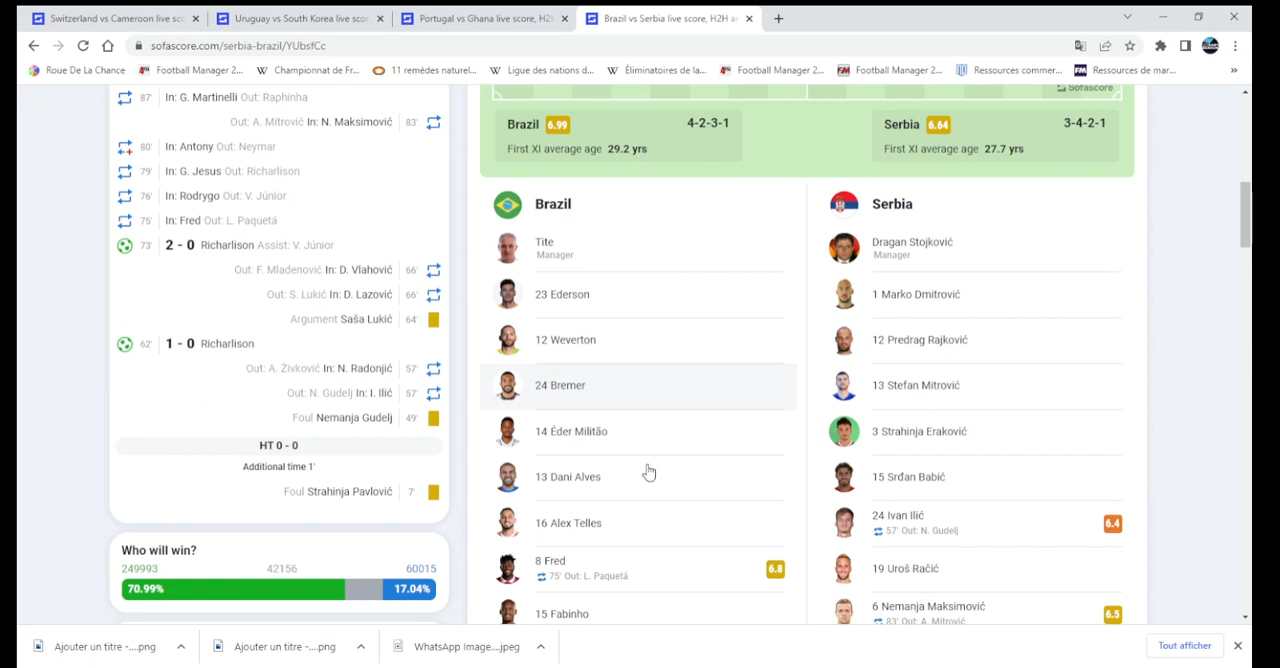 Switzerland vs Cameroon live sco
Uruguay vs South Korea live scor
Portugal vs Ghana live score, H2H
Brazil vs Serbia live score, H2H ar
sofascore.com/serbia-brazil/YUbsfCc
Roue De La Chance
Football Manager 2...
Championnat de Fr...
11 remèdes naturel...
Ligue des nations d...
Éliminatoires de la...
Football Manager 2...
Football Manager 2...
Ressources commer...
Ressources de mar...
87' In: G. Martinelli Out: Raphinha
Out: A. Mitrović In: N. Maksimović 83'
80' In: Antony Out: Neymar
79' In: G. Jesus Out: Richarlison
76' In: Rodrygo Out: V. Júnior
75' In: Fred Out: L. Paquetá
73' 2 - 0 Richarlison Assist: V. Júnior
Out: F. Mladenović In: D. Vlahović 66'
Out: S. Lukić In: D. Lazović 66'
Argument Saša Lukić 64'
62' 1 - 0 Richarlison
Out: A. Živković In: N. Radonjić 57'
Out: N. Gudelj In: I. Ilić 57'
Foul Nemanja Gudelj 49'
HT 0 - 0
Additional time 1'
Foul Strahinja Pavlović 7'
Who will win?
249993 42156 60015
70.99% 17.04%
Sofascore
Brazil 6.99 4-2-3-1
First XI average age 29.2 yrs
Serbia 6.64 3-4-2-1
First XI average age 27.7 yrs
Brazil
Tite
Manager
23 Ederson
12 Weverton
24 Bremer
14 Éder Militão
13 Dani Alves
16 Alex Telles
8 Fred
75' Out: L. Paquetá
6.8
15 Fabinho
Serbia
Dragan Stojković
Manager
1 Marko Dmitrović
12 Predrag Rajković
13 Stefan Mitrović
3 Strahinja Eraković
15 Srđan Babić
24 Ivan Ilić
57' Out: N. Gudelj
6.4
19 Uroš Račić
6 Nemanja Maksimović
83' Out: A. Mitrović
6.5
Ajouter un titre -....png
Ajouter un titre -....png
WhatsApp Image....jpeg
Tout afficher